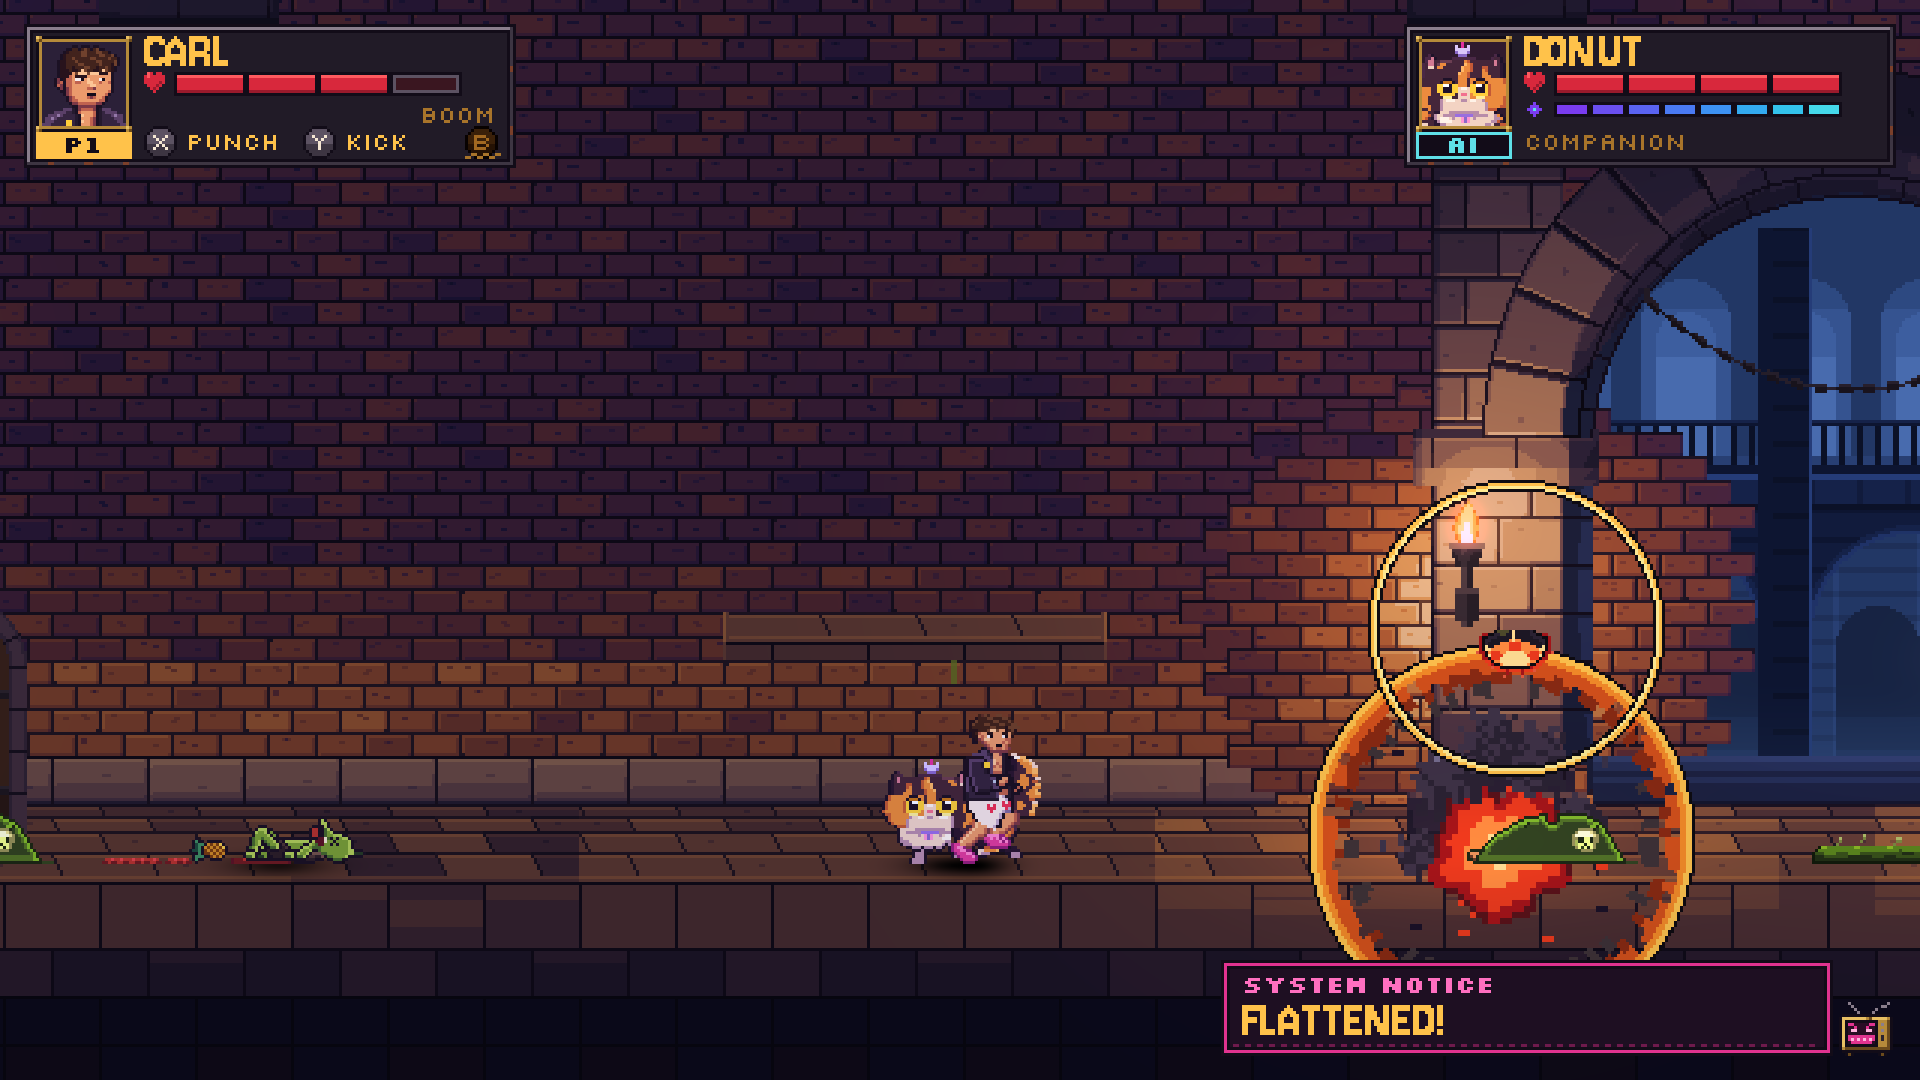 CARL
BOOM
P1
X PUNCH Y KICK B
DONUT
AI
COMPANION
SYSTEM NOTICE
FLATTENED!